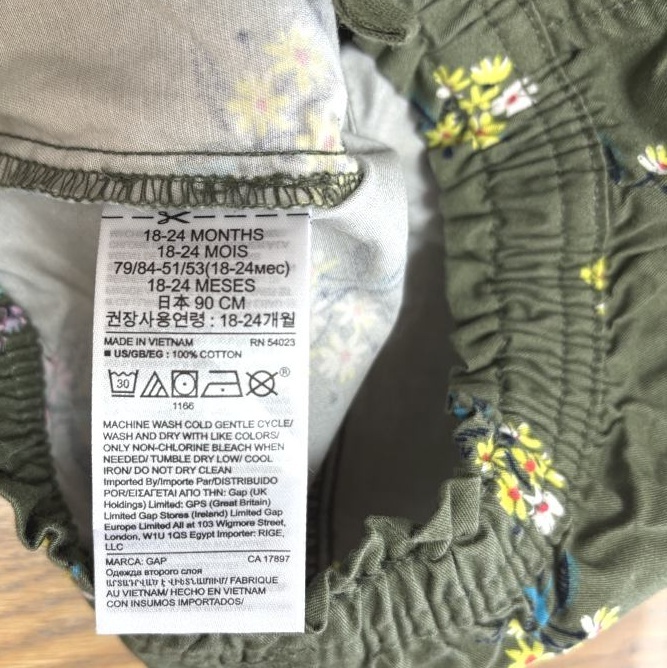 18-24 MONTHS
18-24 MOIS
79/84-51/53(18-24мес)
18-24 MESES
日本 90 CM
권장사용연령 : 18-24개월
MADE IN VIETNAM RN 54023
■ US/GB/EG : 100% COTTON
30 ®
1166
MACHINE WASH COLD GENTLE CYCLE/
WASH AND DRY WITH LIKE COLORS/
ONLY NON-CHLORINE BLEACH WHEN
NEEDED/ TUMBLE DRY LOW/ COOL
IRON/ DO NOT DRY CLEAN
Imported By/Importe Par/DISTRIBUIDO
POR/ΕΙΣΑΓΕΤΑΙ ΑΠΟ ΤΗΝ: Gap (UK
Holdings) Limited: GPS (Great Britain)
Limited Gap Stores (Ireland) Limited Gap
Europe Limited All at 103 Wigmore Street,
London, W1U 1QS Egypt Importer: RIGE,
LLC
MARCA: GAP CA 17897
Одежда второго слоя
ԱՐՏԱԴՐՎԱԾ Է ՎԻԵՏՆԱՄՈՒՄ/ FABRIQUE
AU VIETNAM/ HECHO EN VIETNAM
CON INSUMOS IMPORTADOS/